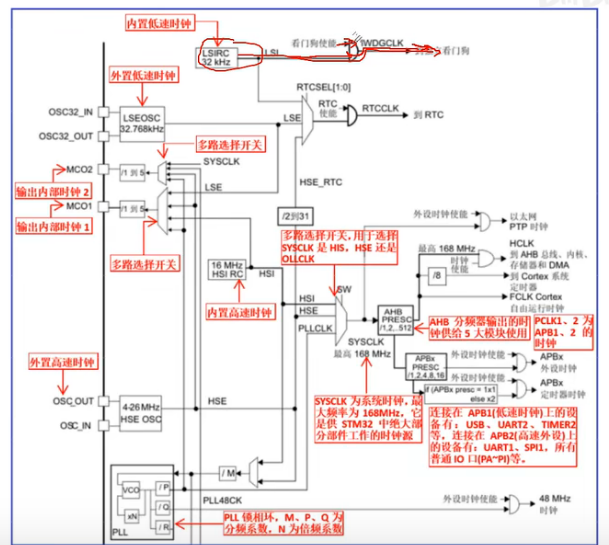 内置低速时钟
LSIRC
32 kHz
LSI
看门狗使能
IWDGCLK
看门狗
外置低速时钟
RTCSEL[1:0]
OSC32_IN
OSC32_OUT
LSEOSC
32.768kHz
LSE
RTC
使能
RTCCLK
到 RTC
多路选择开关
MCO2
/1 到 5
SYSCLK
输出内部时钟 2
LSE
HSE_RTC
MCO1
/1 到 5
输出内部时钟 1
/2到31
外设时钟使能
以太网
PTP 时钟
多路选择开关
多路选择开关, 用于选择
SYSCLK 是 HIS, HSE 还是
OLLCLK
16 MHz
HSI RC
HSI
内置高速时钟
SW
HSI
HSE
PLLCLK
最高 168 MHz
时钟
使能
HCLK
到 AHB 总线、内核、
存储器和 DMA
/8
到 Cortex 系统
定时器
FCLK Cortex
自由运行时钟
AHB
PRESC
/1,2,..512
SYSCLK
最高 168 MHz
AHB 分频器输出的时
钟供给 5 大模块使用
PCLK1、2 为
APB1、2 的
时钟
外置高速时钟
APBx
PRESC
/1,2,4,8,16
外设时钟使能
APBx
外设时钟
外设时钟使能
if (APBx presc = 1x1
else x2
APBx
定时器时钟
OSC_OUT
OSC_IN
4-26 MHz
HSE OSC
HSE
SYSCLK 为系统时钟, 最
大频率为 168MHz, 它
是供 STM32 中绝大部
分部件工作的时钟源
连接在 APB1(低速时钟)上的设
备有: USB、UART2、TIMER2
等, 连接在 APB2(高速外设)上
的设备有: UART1、SPI1, 所有
普通 IO 口(PA~PI)等。
/ M
PLL48CK
外设时钟使能
48 MHz
时钟
VCO
xN
/ P
/ Q
/ R
PLL
PLL 锁相环, M、P、Q 为
分频系数, N 为倍频系数